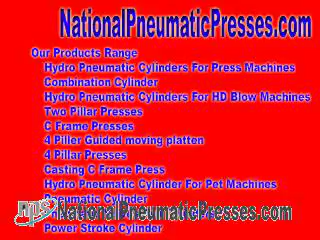 NationalPneumaticPresses.com
Our Products Range
Hydro Pneumatic Cylinders For Press Machines
Combination Cylinder
Hydro Pneumatic Cylinders For HD Blow Machines
Two Pillar Presses
C Frame Presses
4 Piller Guided moving platten
4 Pillar Presses
Casting C Frame Press
Hydro Pneumatic Cylinder For Pet Machines
Pneumatic Cylinder
NationalPneumaticPresses.com
Power Stroke Cylinder